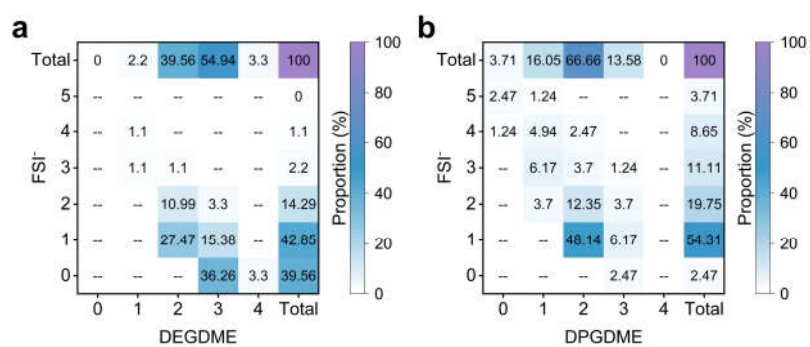 a
b
Total 0 2.2 39.56 54.94 3.3 100
5 -- -- -- -- -- 0
4 -- 1.1 -- -- -- 1.1
3 -- 1.1 1.1 -- -- 2.2
2 -- -- 10.99 3.3 -- 14.29
1 -- -- 27.47 15.38 -- 42.85
0 -- -- -- 36.26 3.3 39.56
0 1 2 3 4 Total
DEGDME
FSI⁻
100
80
60
40
20
0
Proportion (%)
Total 3.71 16.05 66.66 13.58 0 100
5 2.47 1.24 -- -- -- 3.71
4 1.24 4.94 2.47 -- -- 8.65
3 -- 6.17 3.7 1.24 -- 11.11
2 -- 3.7 12.35 3.7 -- 19.75
1 -- -- 48.14 6.17 -- 54.31
0 -- -- -- 2.47 -- 2.47
0 1 2 3 4 Total
DPGDME
FSI⁻
100
80
60
40
20
0
Proportion (%)